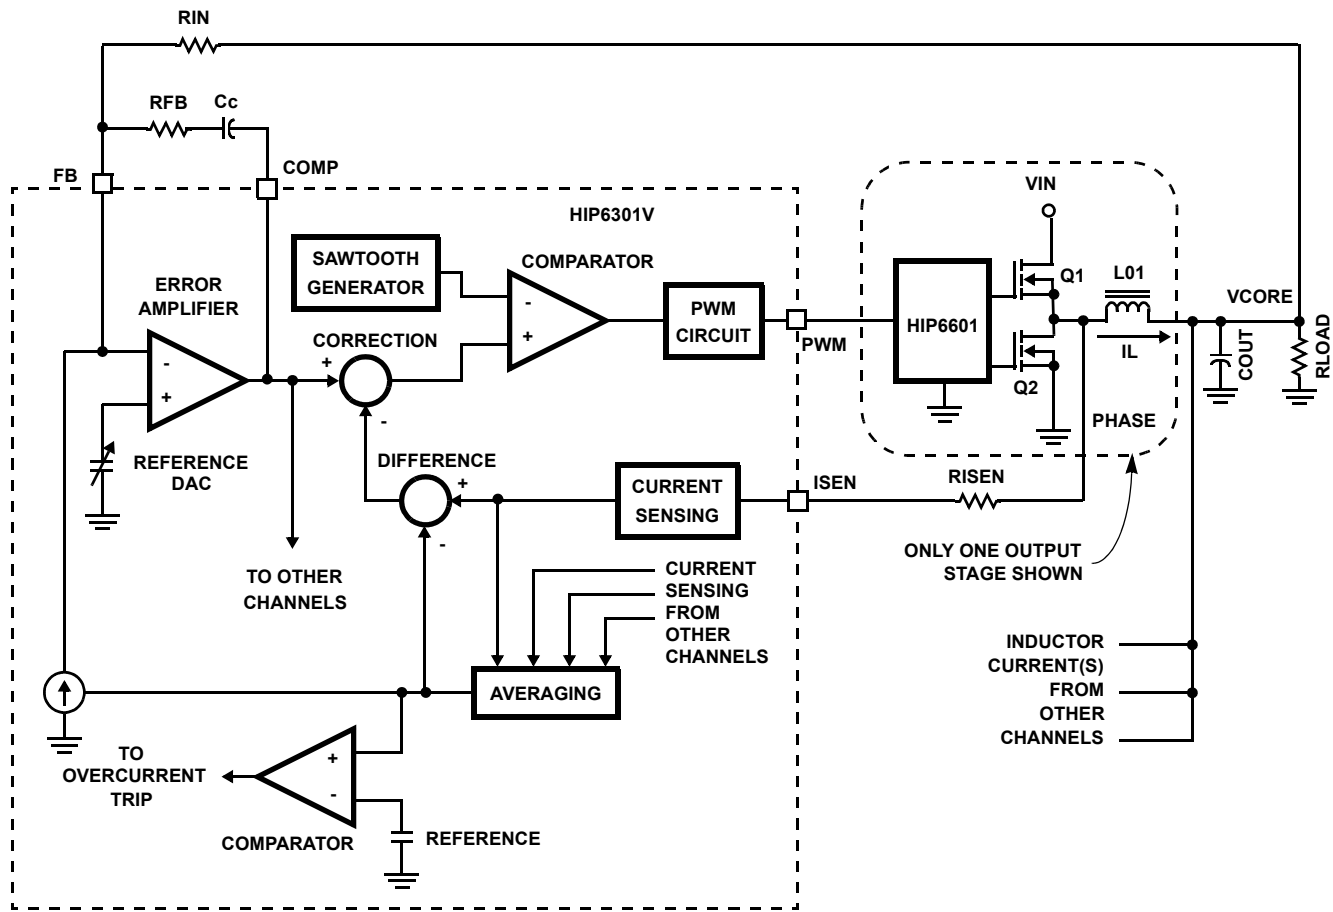 RIN
RFB
Cc
FB
COMP
HIP6301V
VIN
SAWTOOTH
GENERATOR
COMPARATOR
ERROR
AMPLIFIER
-
+
PWM
CIRCUIT
PWM
HIP6601
Q1
Q2
L01
IL
VCORE
COUT
RLOAD
PHASE
-
+
CORRECTION
+
-
REFERENCE
DAC
DIFFERENCE
+
-
CURRENT
SENSING
ISEN
RISEN
ONLY ONE OUTPUT
STAGE SHOWN
TO OTHER
CHANNELS
CURRENT
SENSING
FROM
OTHER
CHANNELS
AVERAGING
INDUCTOR
CURRENT(S)
FROM
OTHER
CHANNELS
TO
OVERCURRENT
TRIP
+
-
COMPARATOR
REFERENCE